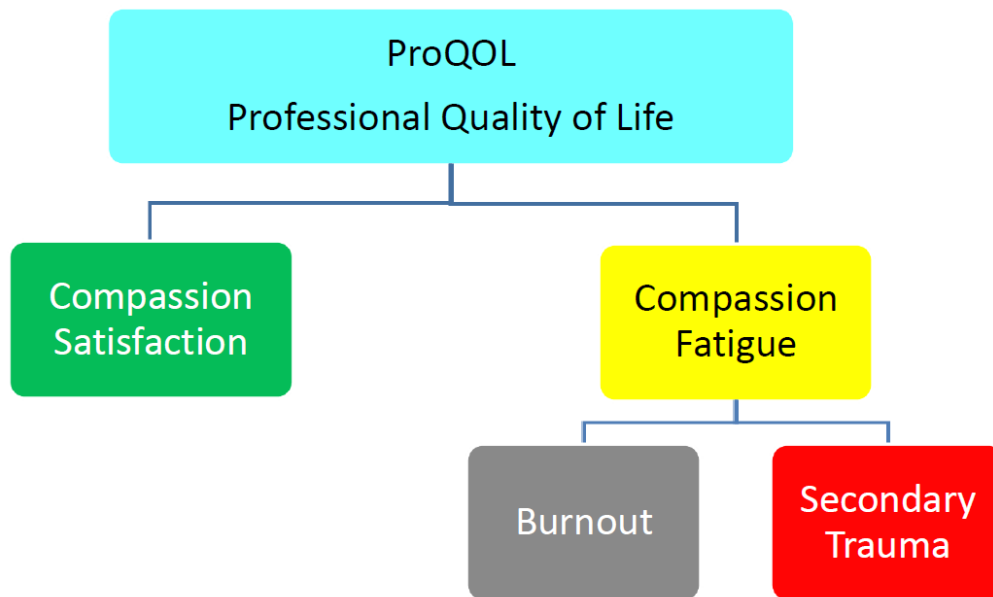 ProQOL
Professional Quality of Life
Compassion
Satisfaction
Compassion
Fatigue
Burnout
Secondary
Trauma